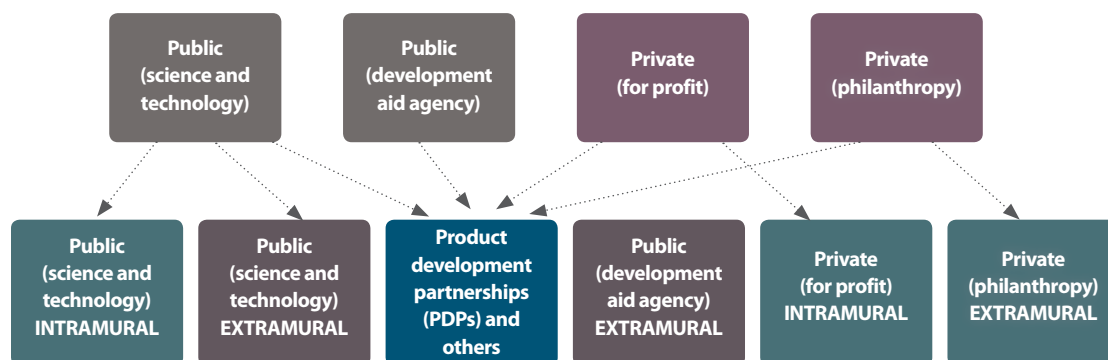 Public
(science and
technology)
Public
(development
aid agency)
Private
(for profit)
Private
(philanthropy)
Public
(science and
technology)
INTRAMURAL
Public
(science and
technology)
EXTRAMURAL
Product
development
partnerships
(PDPs) and
others
Public
(development
aid agency)
EXTRAMURAL
Private
(for profit)
INTRAMURAL
Private
(philanthropy)
EXTRAMURAL